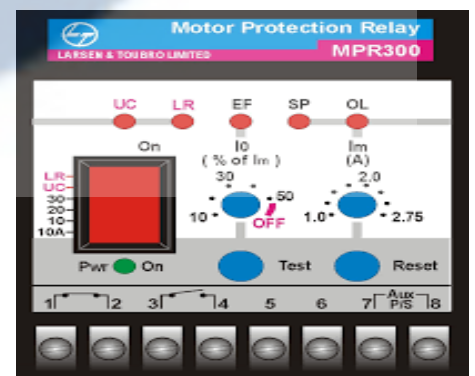 Motor Protection Relay
LARSEN & TOUBRO LIMITED
MPR300
UC LR EF SP OL
On
I0
( % of Im )
Im
(A)
LR
UC
30
20
10
10A
10 30 50
OFF
1.0 2.0 2.75
Pwr On
Test
Reset
1 2 3 4 5 6 7 Aux P/S 8